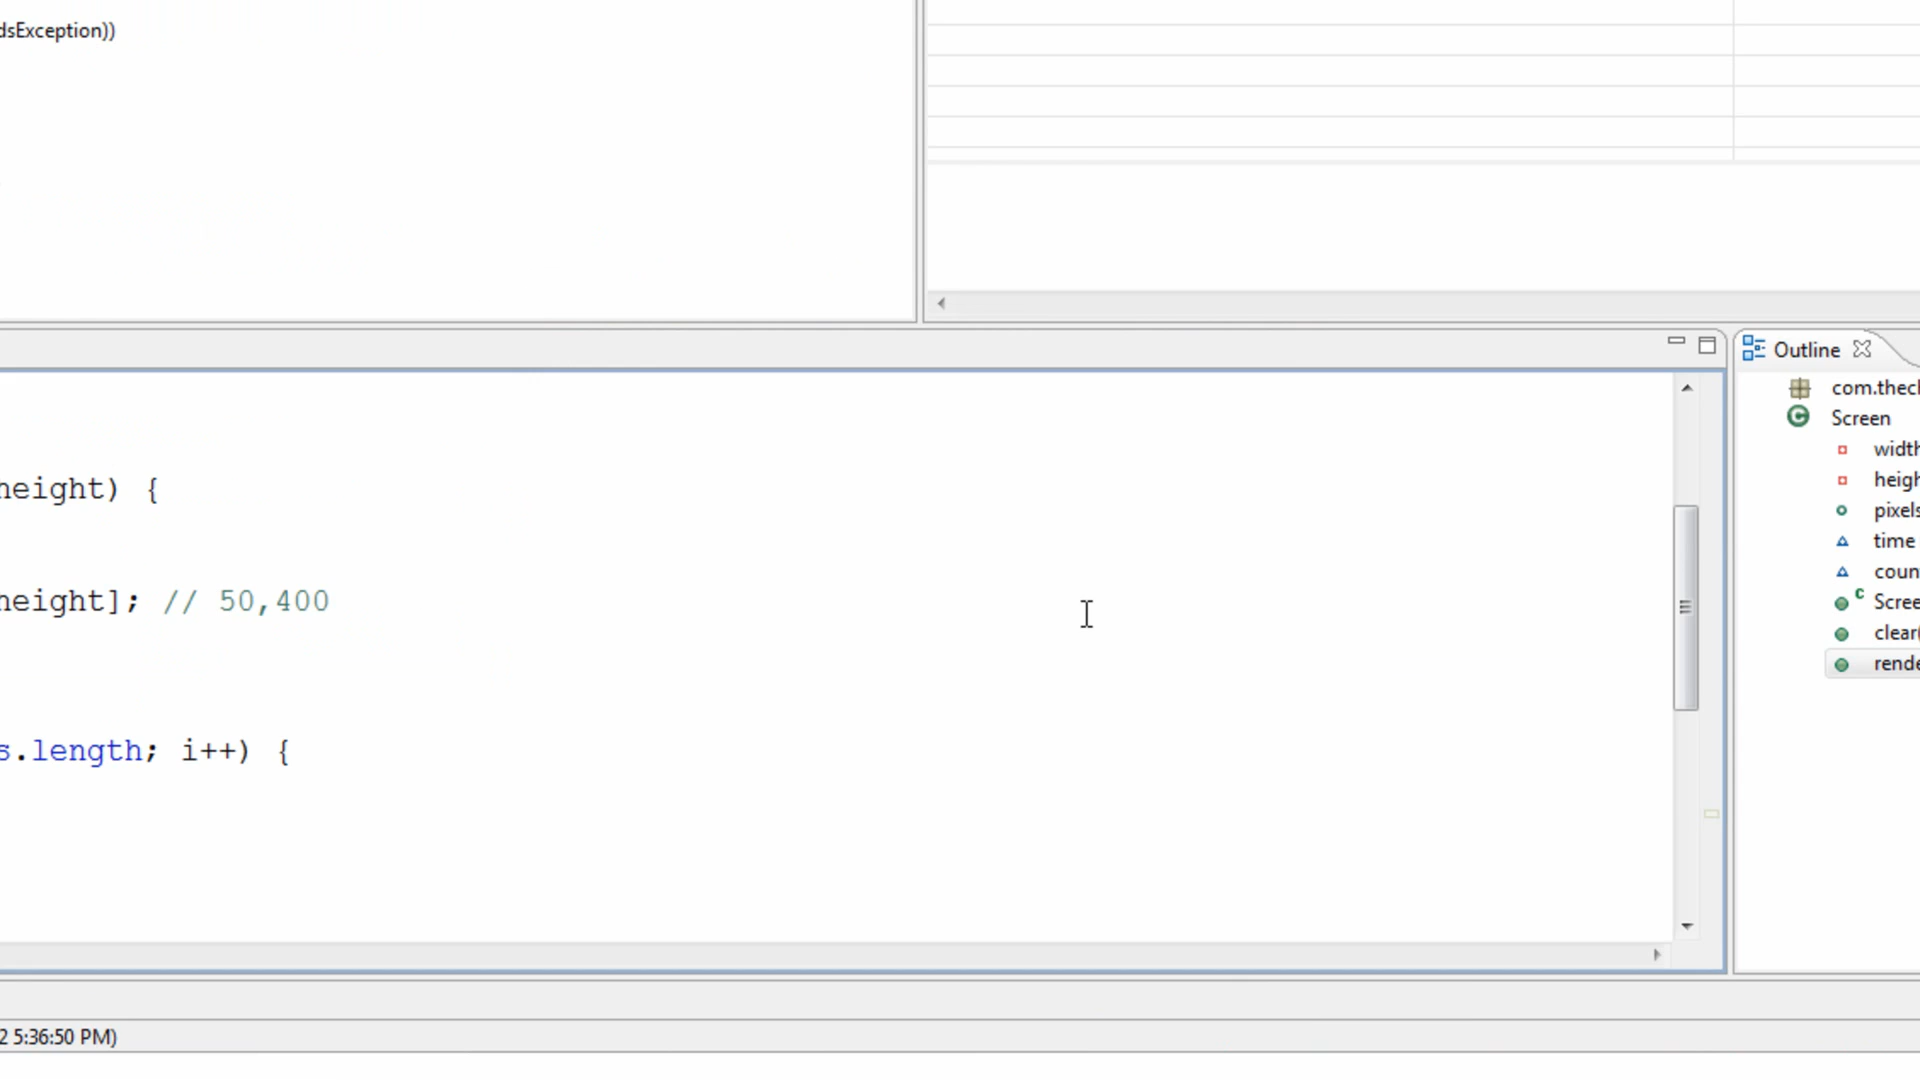 dsException))
Outline
com.thecl
Screen
width
heigh
pixels
time
coun
Scree
clear(
rende
height) {
height]; // 50,400
s.length; i++) {
2 5:36:50 PM)